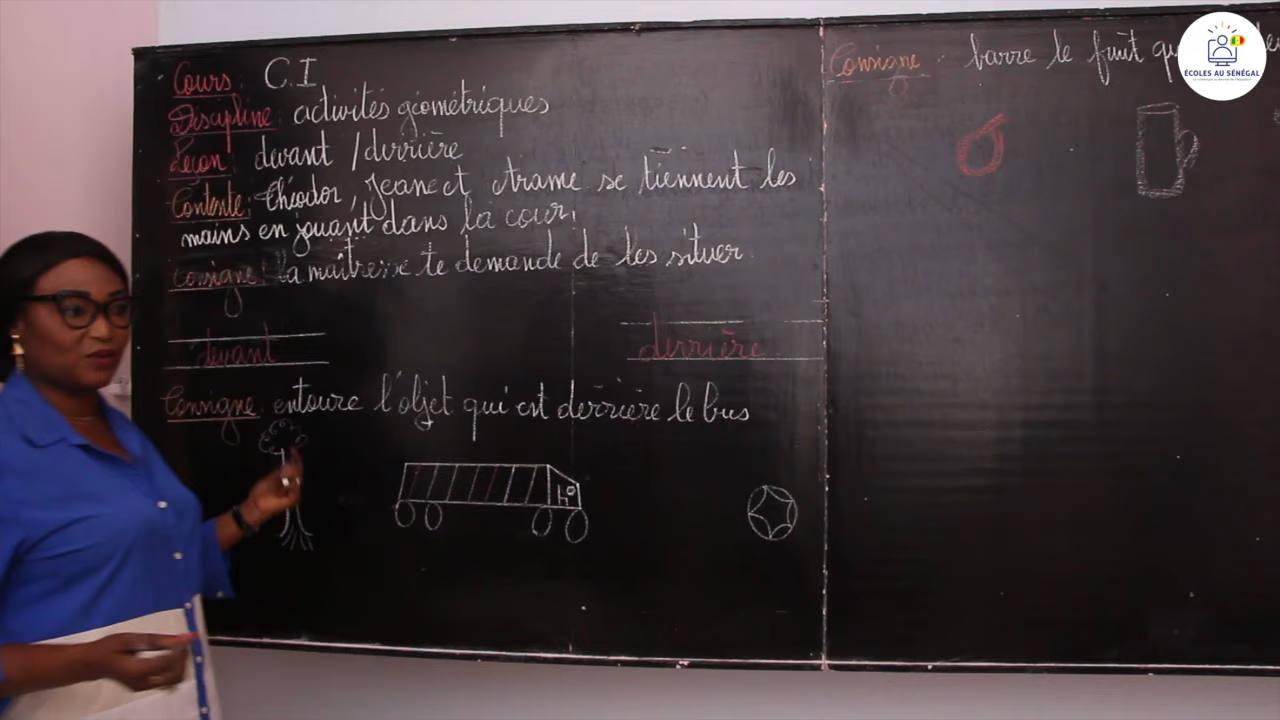 Cours: C.I
Discipline: activités géométriques
Leçon: devant / derrière
Contexte: Théodor, Jeane et Arame se tiennent les
mains en jouant dans la cour.
Consigne: la maîtresse te demande de les situer.
devant
derrière
Consigne: entoure l'objet qui est derrière le bus
Consigne: barre le fruit
ÉCOLES AU SÉNÉGAL